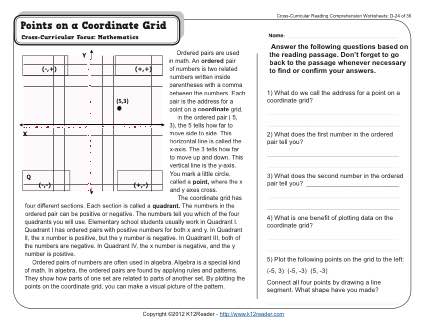 Cross-Curricular Reading Comprehension Worksheets: D-24 of 36
Points on a Coordinate Grid
Cross-Curricular Focus: Mathematics
Name:
Y
(-,+)
(+,+)
(5,3)
X
Q
(-,-)
(+,-)
Ordered pairs are used
in math. An ordered pair
of numbers is two related
numbers written inside
parentheses with a comma
between the numbers. Each
pair is the address for a
point on a coordinate grid.
In the ordered pair ( 5,
3), the 5 tells how far to
move side to side. This
horizontal line is called the
x-axis. The 3 tells how far
to move up and down. This
vertical line is the y-axis.
You mark a little circle,
called a point, where the x
and y axes cross.
The coordinate grid has
four different sections. Each section is called a quadrant. The numbers in the
ordered pair can be positive or negative. The numbers tell you which of the four
quadrants you will use. Elementary school students usually work in Quadrant I.
Quadrant I has ordered pairs with positive numbers for both x and y. In Quadrant
II, the x number is positive, but the y number is negative. In Quadrant III, both of
the numbers are negative. In Quadrant IV, the x number is negative, and the y
number is positive.
Ordered pairs of numbers are often used in algebra. Algebra is a special kind
of math. In algebra, the ordered pairs are found by applying rules and patterns.
They show how parts of one set are related to parts of another set. By plotting the
points on the coordinate grid, you can make a visual picture of the pattern.
Answer the following questions based on
the reading passage. Don't forget to go
back to the passage whenever necessary
to find or confirm your answers.
1) What do we call the address for a point on a
coordinate grid?
2) What does the first number in the ordered
pair tell you?
3) What does the second number in the ordered
pair tell you?
4) What is one benefit of plotting data on the
coordinate grid?
5) Plot the following points on the grid to the left:
(-5, 3) (-5, -3) (5, -3)
Connect all four points by drawing a line
segment. What shape have you made?
Copyright ©2012 K12Reader - http://www.k12reader.com